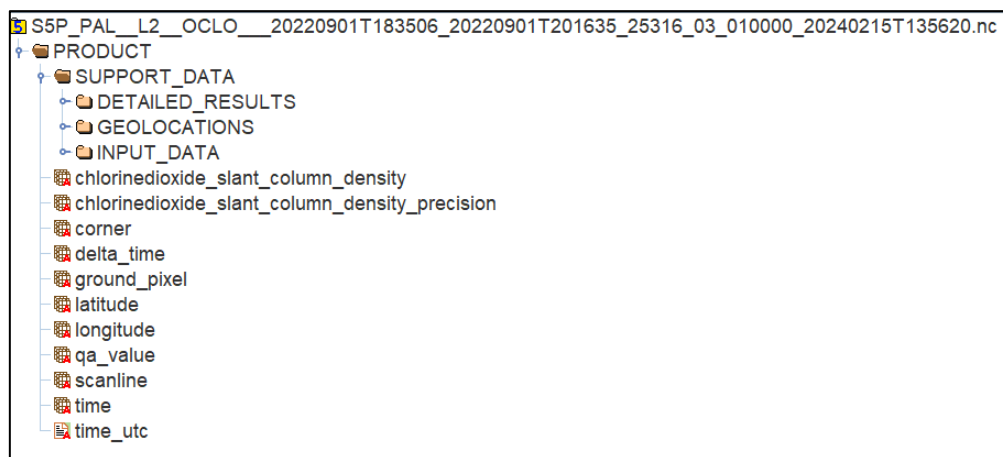 S5P_PAL__L2__OCLO___20220901T183506_20220901T201635_25316_03_010000_20240215T135620.nc
PRODUCT
SUPPORT_DATA
DETAILED_RESULTS
GEOLOCATIONS
INPUT_DATA
chlorinedioxide_slant_column_density
chlorinedioxide_slant_column_density_precision
corner
delta_time
ground_pixel
latitude
longitude
qa_value
scanline
time
time_utc